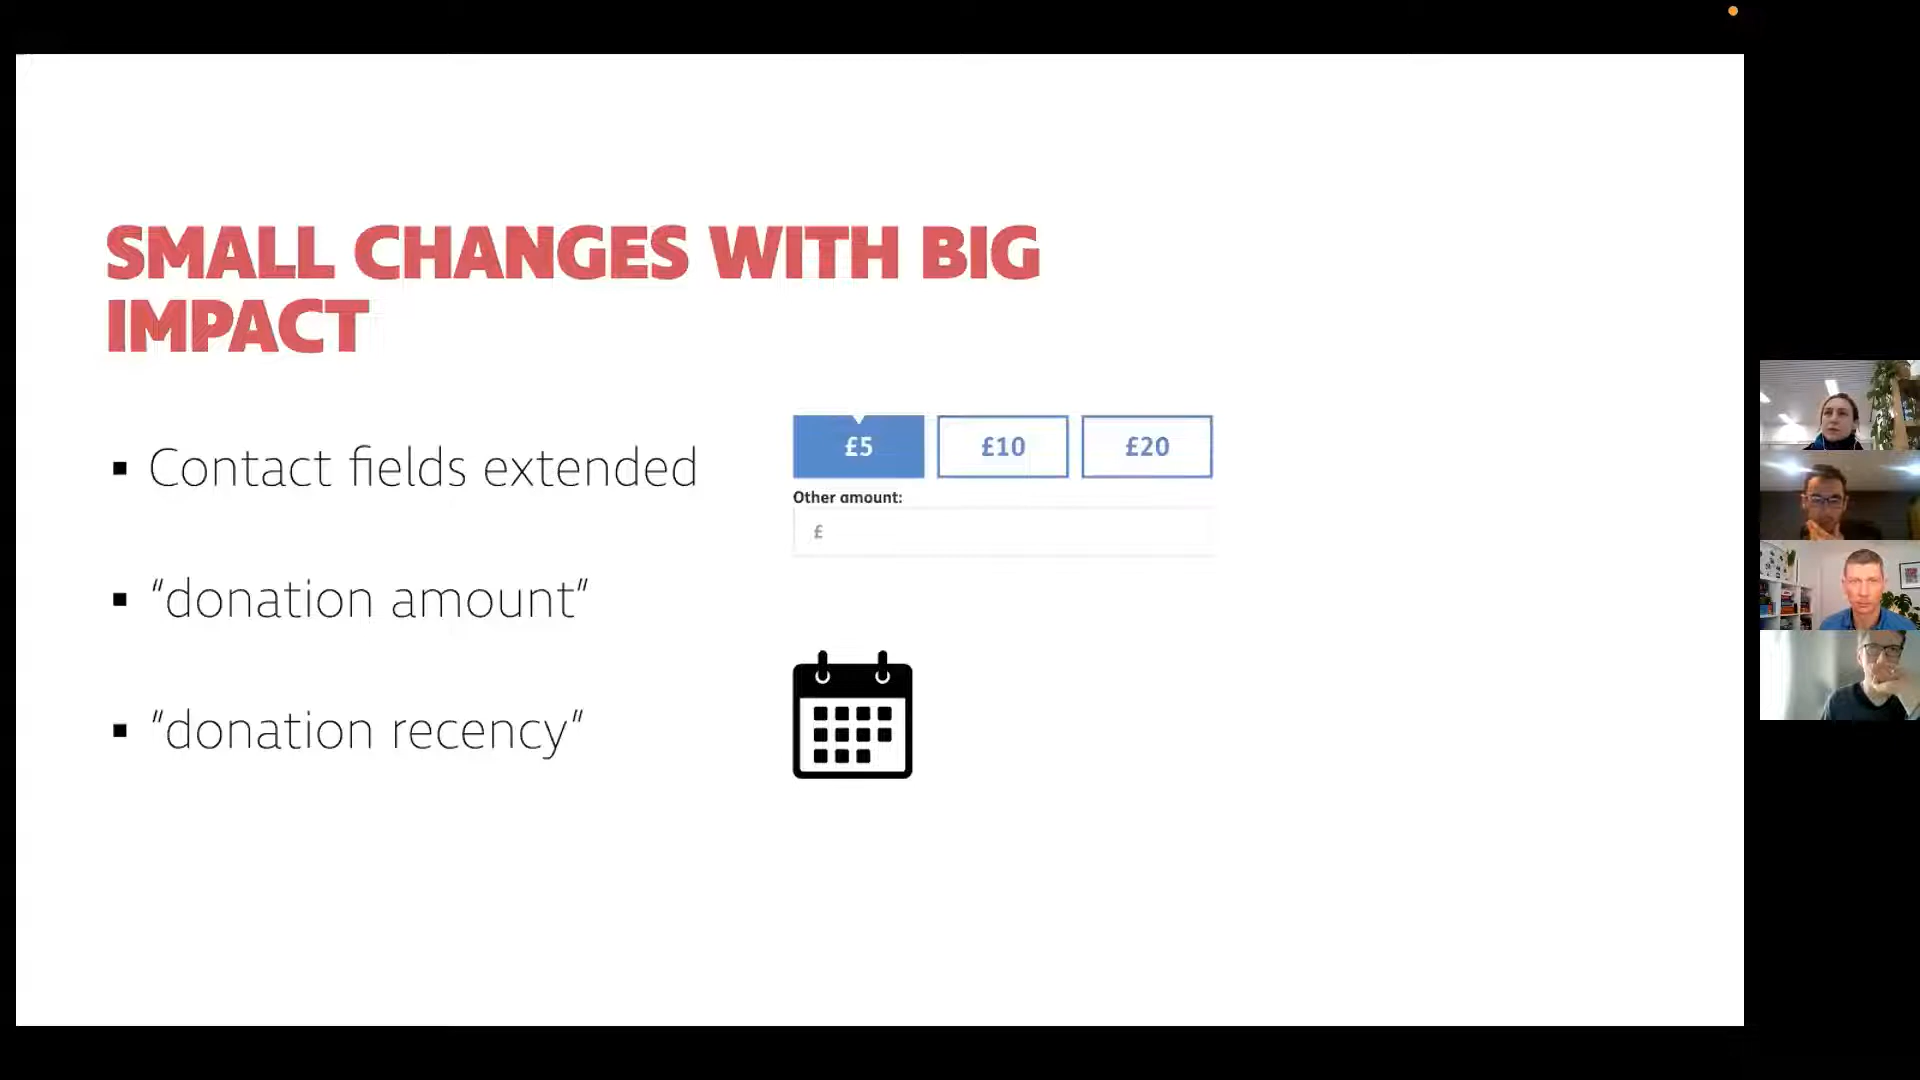 SMALL CHANGES WITH BIG
IMPACT
▪ Contact fields extended
▪ "donation amount"
▪ "donation recency"
£5 £10 £20
Other amount:
£